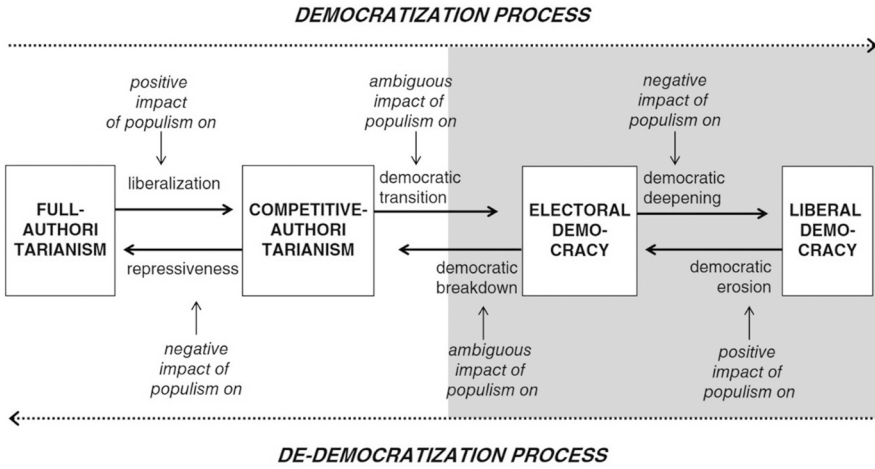 DEMOCRATIZATION PROCESS
positive
impact
of populism on
ambiguous
impact of
populism on
negative
impact of
populism on
FULL-
AUTHORI
TARIANISM
liberalization
repressiveness
COMPETITIVE-
AUTHORI
TARIANISM
democratic
transition
democratic
breakdown
ELECTORAL
DEMO-
CRACY
democratic
deepening
democratic
erosion
LIBERAL
DEMO-
CRACY
negative
impact of
populism on
ambiguous
impact of
populism on
positive
impact of
populism on
DE-DEMOCRATIZATION PROCESS